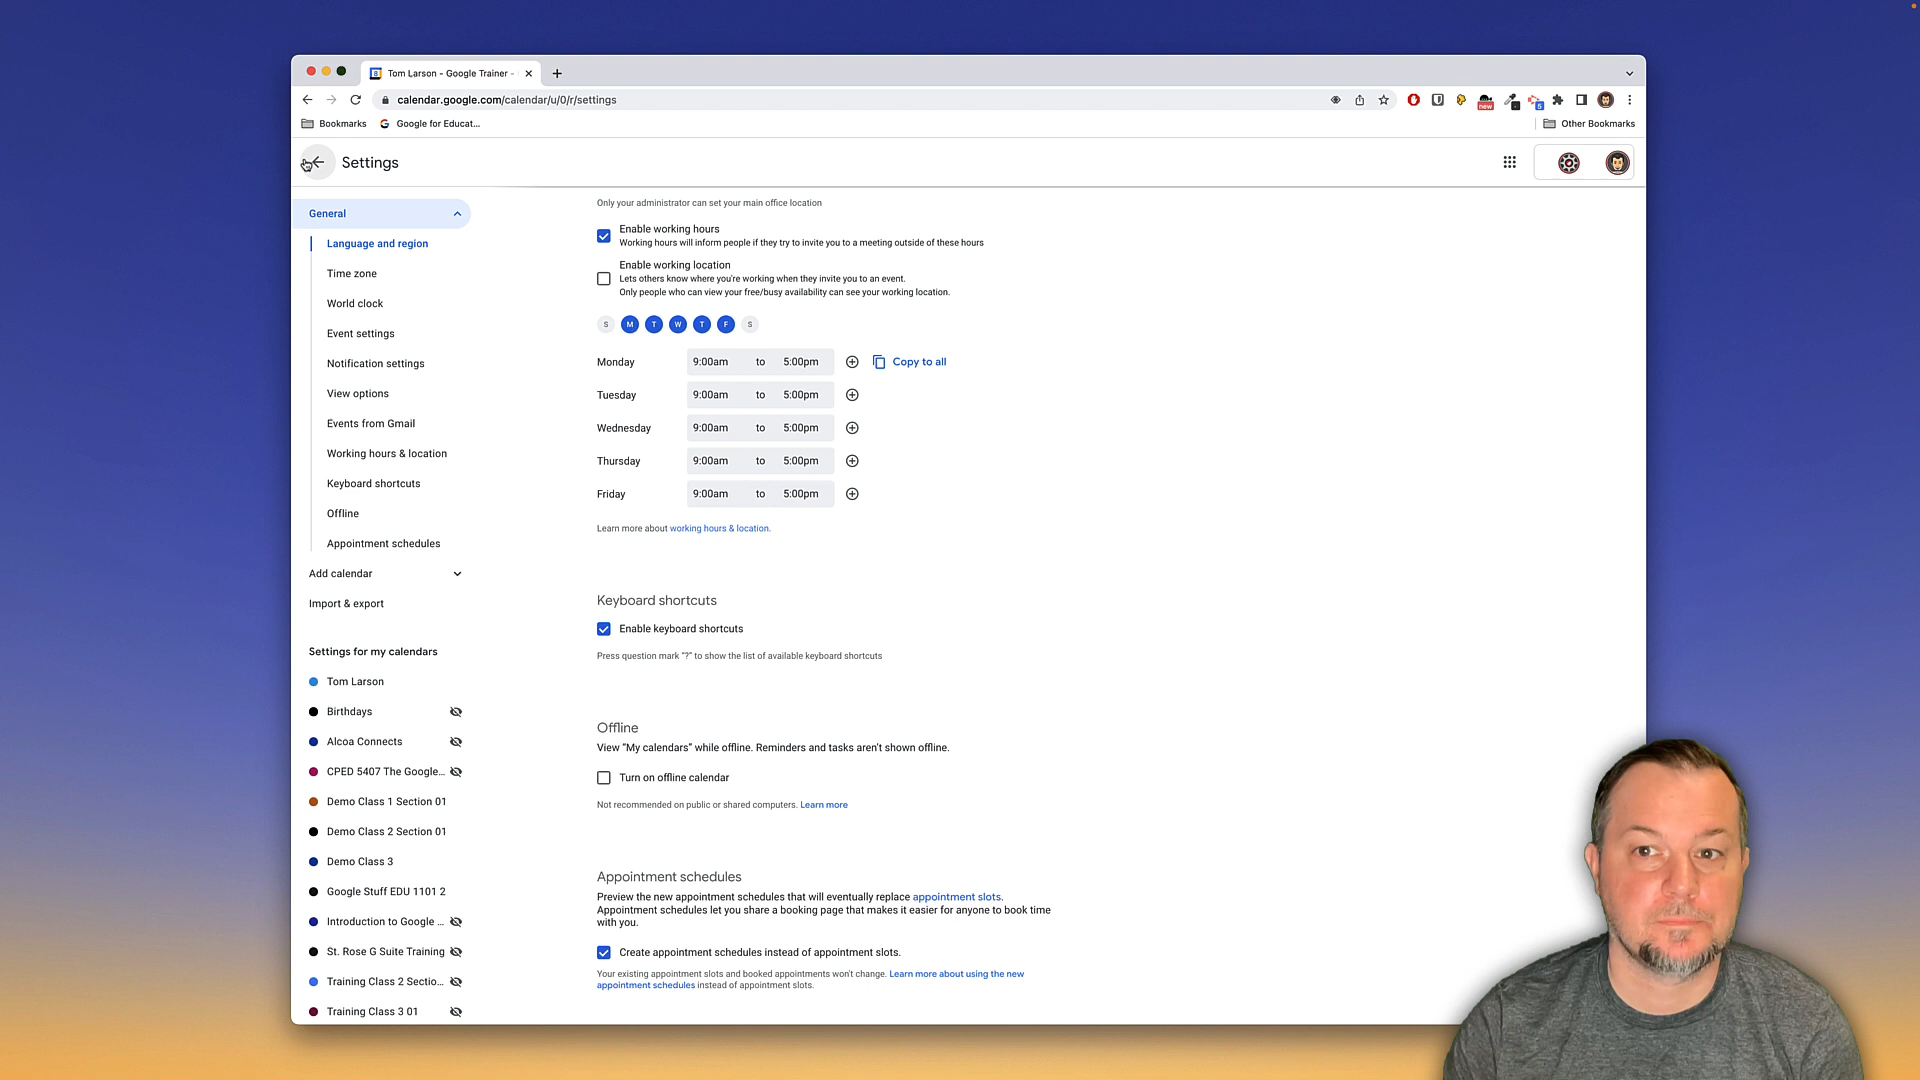 Tom Larson - Google Trainer -
calendar.google.com/calendar/u/0/r/settings
new
Bookmarks
Google for Educat...
Other Bookmarks
Settings
General
Language and region
Time zone
World clock
Event settings
Notification settings
View options
Events from Gmail
Working hours & location
Keyboard shortcuts
Offline
Appointment schedules
Add calendar
Import & export
Settings for my calendars
Tom Larson
Birthdays
Alcoa Connects
CPED 5407 The Google...
Demo Class 1 Section 01
Demo Class 2 Section 01
Demo Class 3
Google Stuff EDU 1101 2
Introduction to Google ...
St. Rose G Suite Training
Training Class 2 Sectio...
Training Class 3 01
Only your administrator can set your main office location
Enable working hours
Working hours will inform people if they try to invite you to a meeting outside of these hours
Enable working location
Lets others know where you're working when they invite you to an event.
Only people who can view your free/busy availability can see your working location.
S M T W T F S
Monday 9:00am to 5:00pm Copy to all
Tuesday 9:00am to 5:00pm
Wednesday 9:00am to 5:00pm
Thursday 9:00am to 5:00pm
Friday 9:00am to 5:00pm
Learn more about working hours & location.
Keyboard shortcuts
Enable keyboard shortcuts
Press question mark "?" to show the list of available keyboard shortcuts
Offline
View "My calendars" while offline. Reminders and tasks aren't shown offline.
Turn on offline calendar
Not recommended on public or shared computers. Learn more
Appointment schedules
Preview the new appointment schedules that will eventually replace appointment slots.
Appointment schedules let you share a booking page that makes it easier for anyone to book time
with you.
Create appointment schedules instead of appointment slots.
Your existing appointment slots and booked appointments won't change. Learn more about using the new
appointment schedules instead of appointment slots.